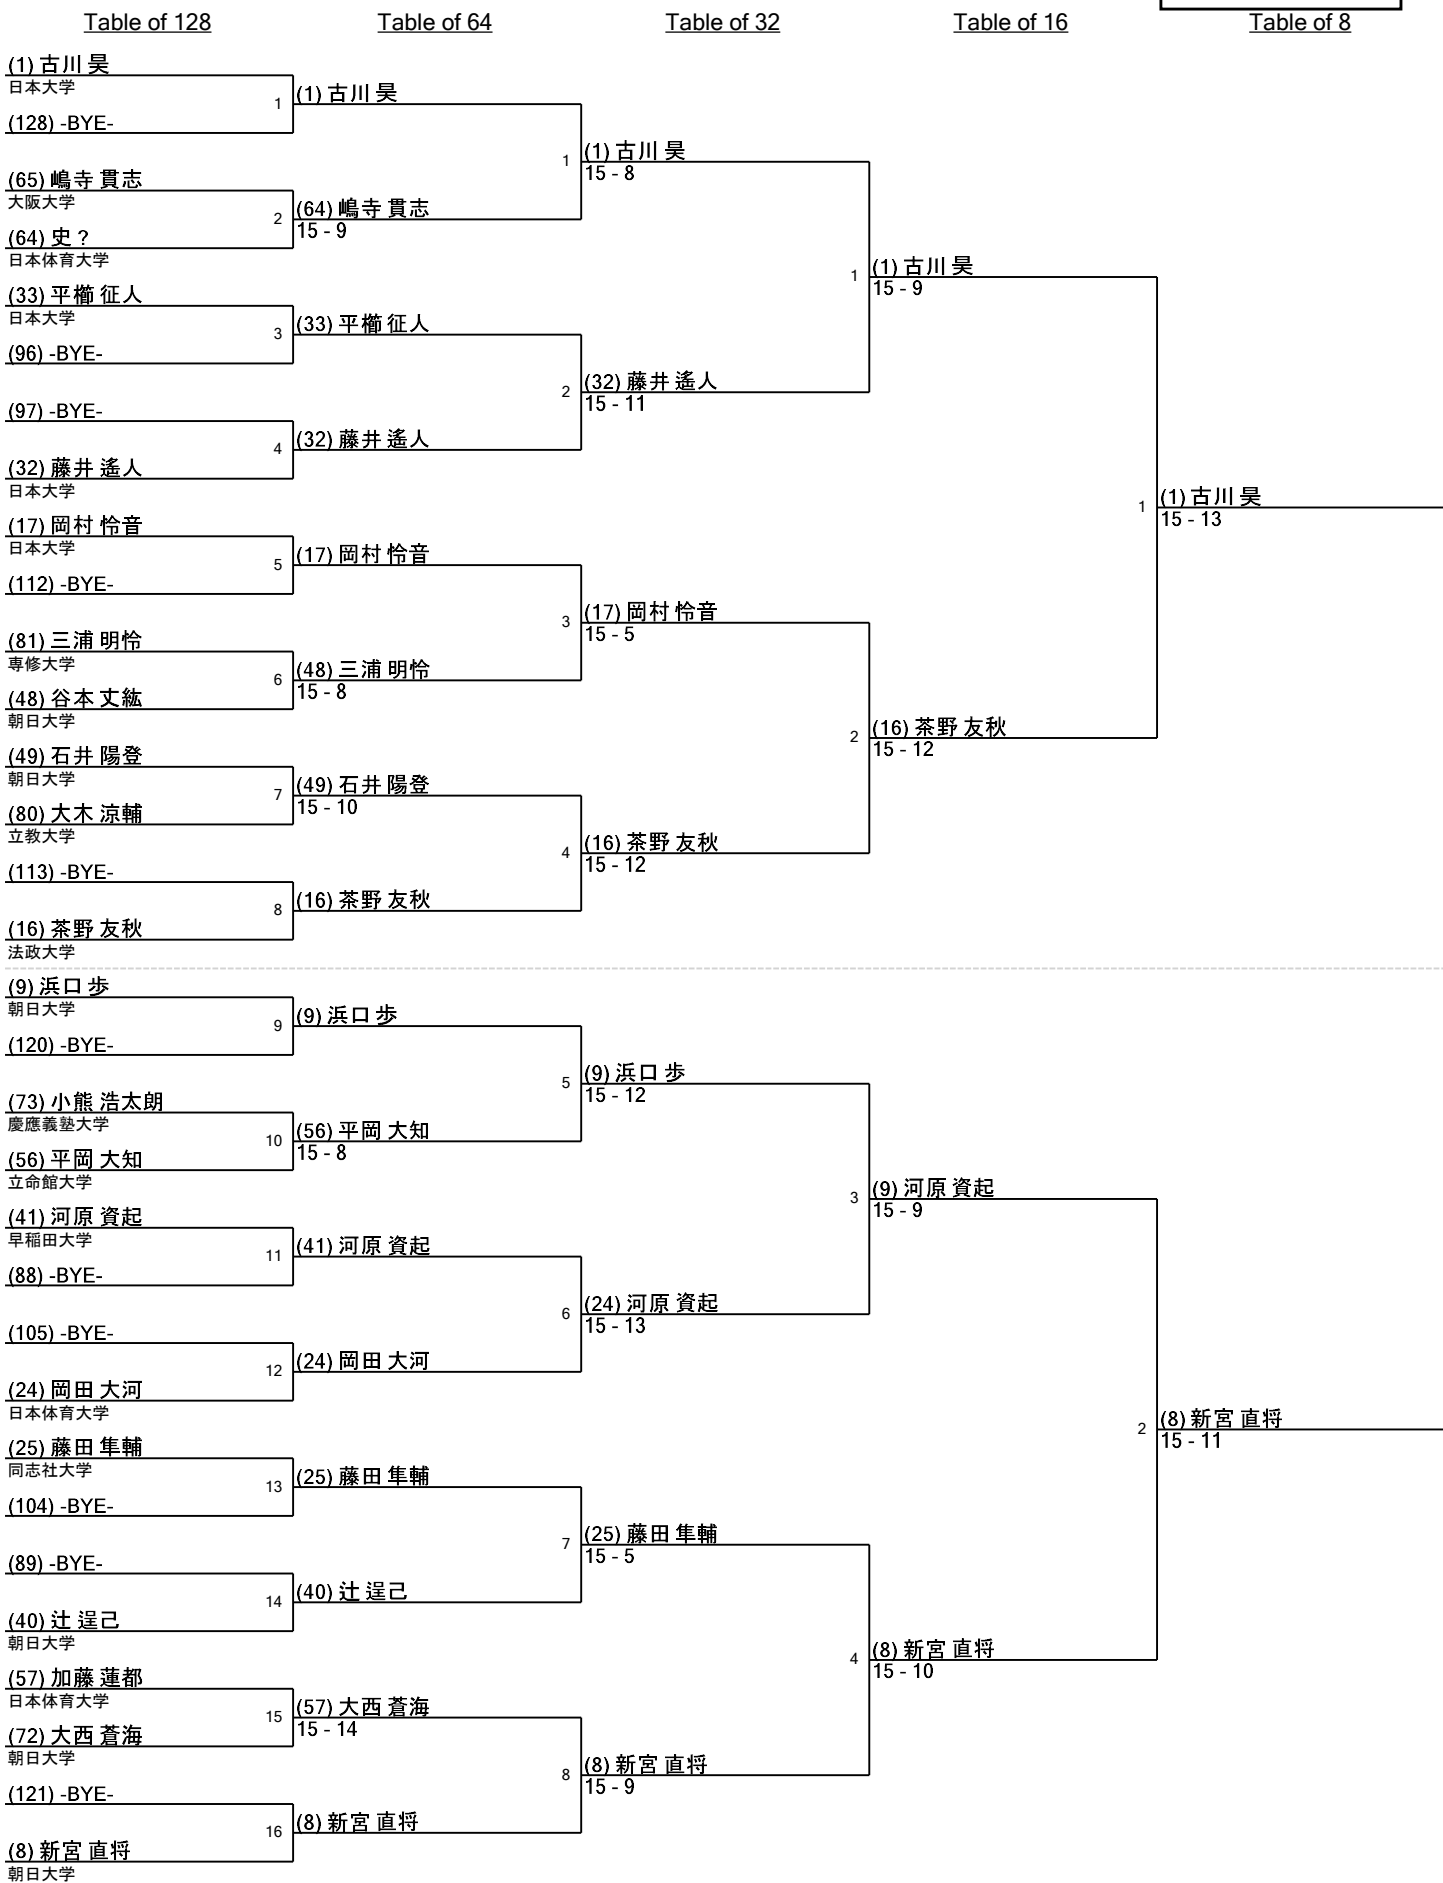 Table of 128
Table of 64
Table of 32
Table of 16
Table of 8
(1) 古川 昊
日本大学
(128) -BYE-
(65) 嶋寺 貫志
大阪大学
(64) 史 ?
日本体育大学
(33) 平櫛 征人
日本大学
(96) -BYE-
(97) -BYE-
(32) 藤井 遙人
日本大学
(17) 岡村 怜音
日本大学
(112) -BYE-
(81) 三浦 明怜
専修大学
(48) 谷本 丈紘
朝日大学
(49) 石井 陽登
朝日大学
(80) 大木 涼輔
立教大学
(113) -BYE-
(16) 茶野 友秋
法政大学
(9) 浜口 歩
朝日大学
(120) -BYE-
(73) 小熊 浩太朗
慶應義塾大学
(56) 平岡 大知
立命館大学
(41) 河原 資起
早稲田大学
(88) -BYE-
(105) -BYE-
(24) 岡田 大河
日本体育大学
(25) 藤田 隼輔
同志社大学
(104) -BYE-
(89) -BYE-
(40) 辻 逞己
朝日大学
(57) 加藤 蓮都
日本体育大学
(72) 大西 蒼海
朝日大学
(121) -BYE-
(8) 新宮 直将
朝日大学
1
(1) 古川 昊
2
(64) 嶋寺 貫志
15 - 9
3
(33) 平櫛 征人
4
(32) 藤井 遙人
5
(17) 岡村 怜音
6
(48) 三浦 明怜
15 - 8
7
(49) 石井 陽登
15 - 10
8
(16) 茶野 友秋
9
(9) 浜口 歩
10
(56) 平岡 大知
15 - 8
11
(41) 河原 資起
12
(24) 岡田 大河
13
(25) 藤田 隼輔
14
(40) 辻 逞己
15
(57) 大西 蒼海
15 - 14
16
(8) 新宮 直将
1
(1) 古川 昊
15 - 8
2
(32) 藤井 遙人
15 - 11
3
(17) 岡村 怜音
15 - 5
4
(16) 茶野 友秋
15 - 12
5
(9) 浜口 歩
15 - 12
6
(24) 河原 資起
15 - 13
7
(25) 藤田 隼輔
15 - 5
8
(8) 新宮 直将
15 - 9
1
(1) 古川 昊
15 - 9
2
(16) 茶野 友秋
15 - 12
3
(9) 河原 資起
15 - 9
4
(8) 新宮 直将
15 - 10
1
(1) 古川 昊
15 - 13
2
(8) 新宮 直将
15 - 11